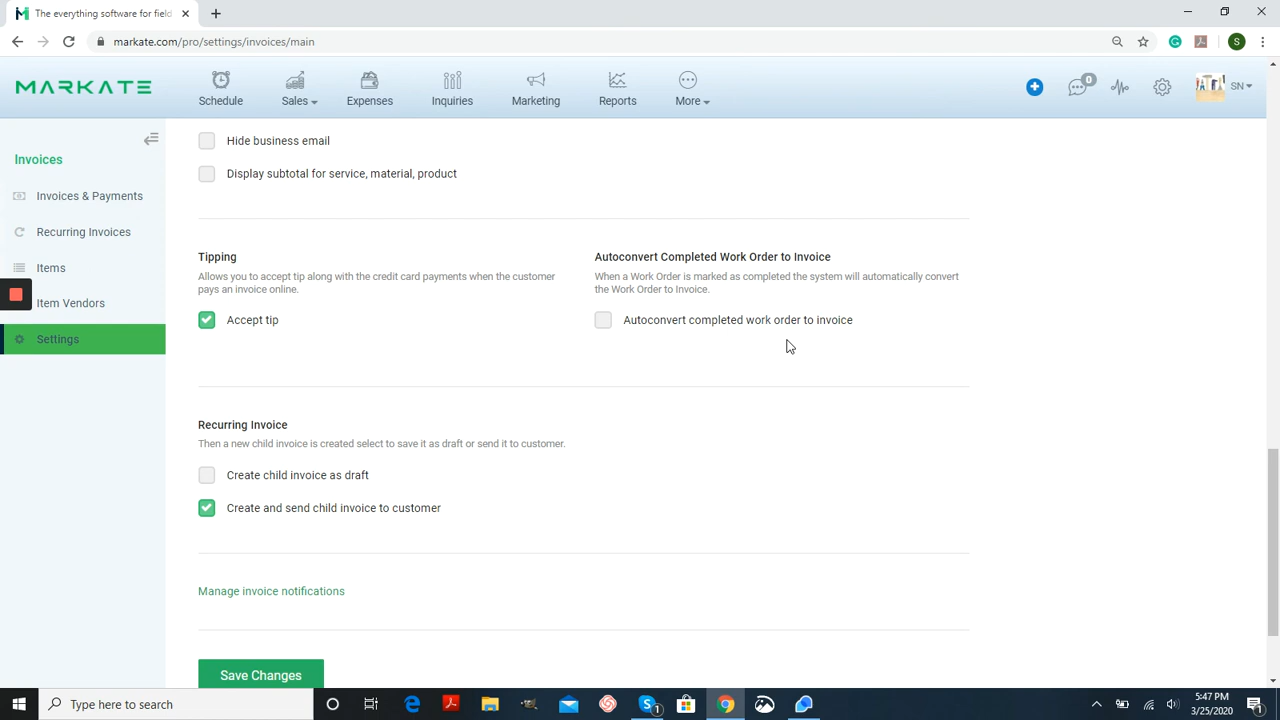 The everything software for field
markate.com/pro/settings/invoices/main
S
MARKATE
Schedule
Sales
Expenses
Inquiries
Marketing
Reports
More
0
SN
Invoices
Invoices & Payments
Recurring Invoices
Items
Item Vendors
Settings
Hide business email
Display subtotal for service, material, product
Tipping
Allows you to accept tip along with the credit card payments when the customer
pays an invoice online.
Accept tip
Autoconvert Completed Work Order to Invoice
When a Work Order is marked as completed the system will automatically convert
the Work Order to Invoice.
Autoconvert completed work order to invoice
Recurring Invoice
Then a new child invoice is created select to save it as draft or send it to customer.
Create child invoice as draft
Create and send child invoice to customer
Manage invoice notifications
Save Changes
Type here to search
1
5:47 PM
3/25/2020
1